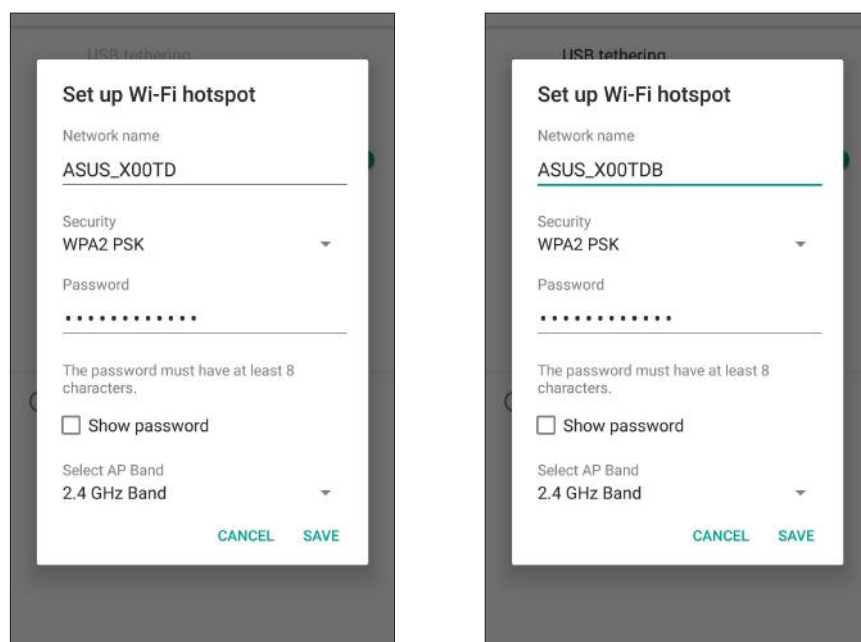 USB tethering
Set up Wi-Fi hotspot
Network name
ASUS_X00TD
Security
WPA2 PSK
Password
••••••••••••
The password must have at least 8
characters.
Show password
Select AP Band
2.4 GHz Band
CANCEL SAVE
USB tethering
Set up Wi-Fi hotspot
Network name
ASUS_X00TDB
Security
WPA2 PSK
Password
••••••••••••
The password must have at least 8
characters.
Show password
Select AP Band
2.4 GHz Band
CANCEL SAVE